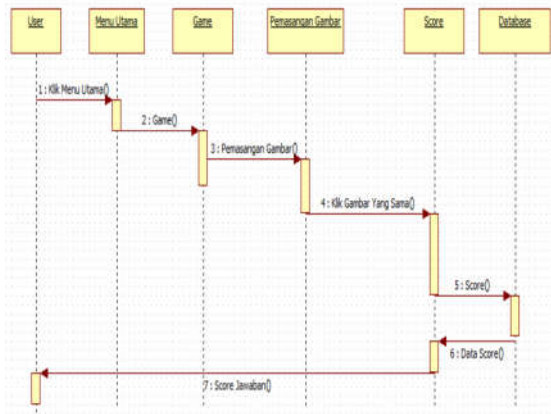 User
Menu Utama
Game
Pemasangan Gambar
Score
Database
1 : Klik Menu Utama()
2 : Game()
3 : Pemasangan Gambar()
4 : Klik Gambar Yang Sama()
5 : Score()
6 : Data Score()
7 : Score Jawaban()